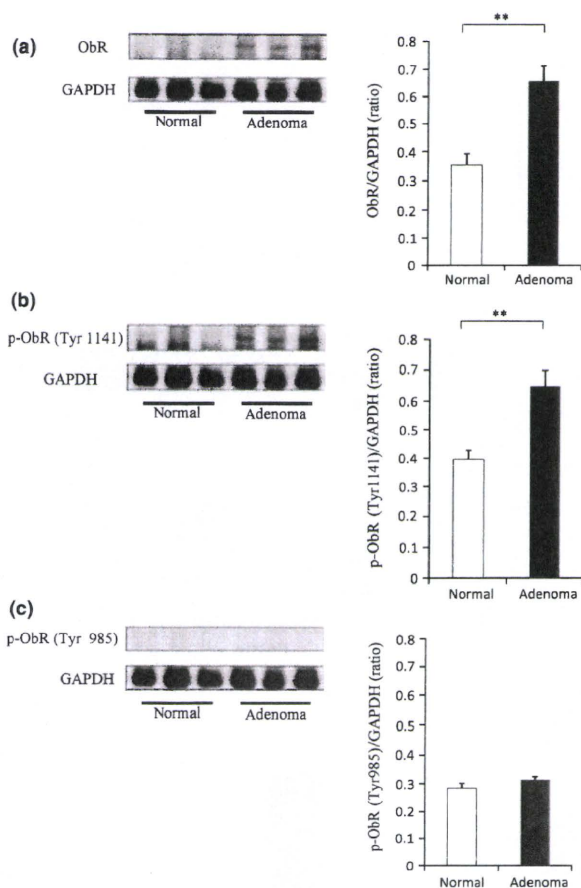 (a)
ObR
GAPDH
Normal Adenoma
**
ObR/GAPDH (ratio)
0.8
0.7
0.6
0.5
0.4
0.3
0.2
0.1
0
Normal Adenoma
(b)
p-ObR (Tyr 1141)
GAPDH
Normal Adenoma
**
p-ObR (Tyr1141)/GAPDH (ratio)
0.8
0.7
0.6
0.5
0.4
0.3
0.2
0.1
0
Normal Adenoma
(c)
p-ObR (Tyr 985)
GAPDH
Normal Adenoma
p-ObR (Tyr985)/GAPDH (ratio)
0.8
0.7
0.6
0.5
0.4
0.3
0.2
0.1
0
Normal Adenoma